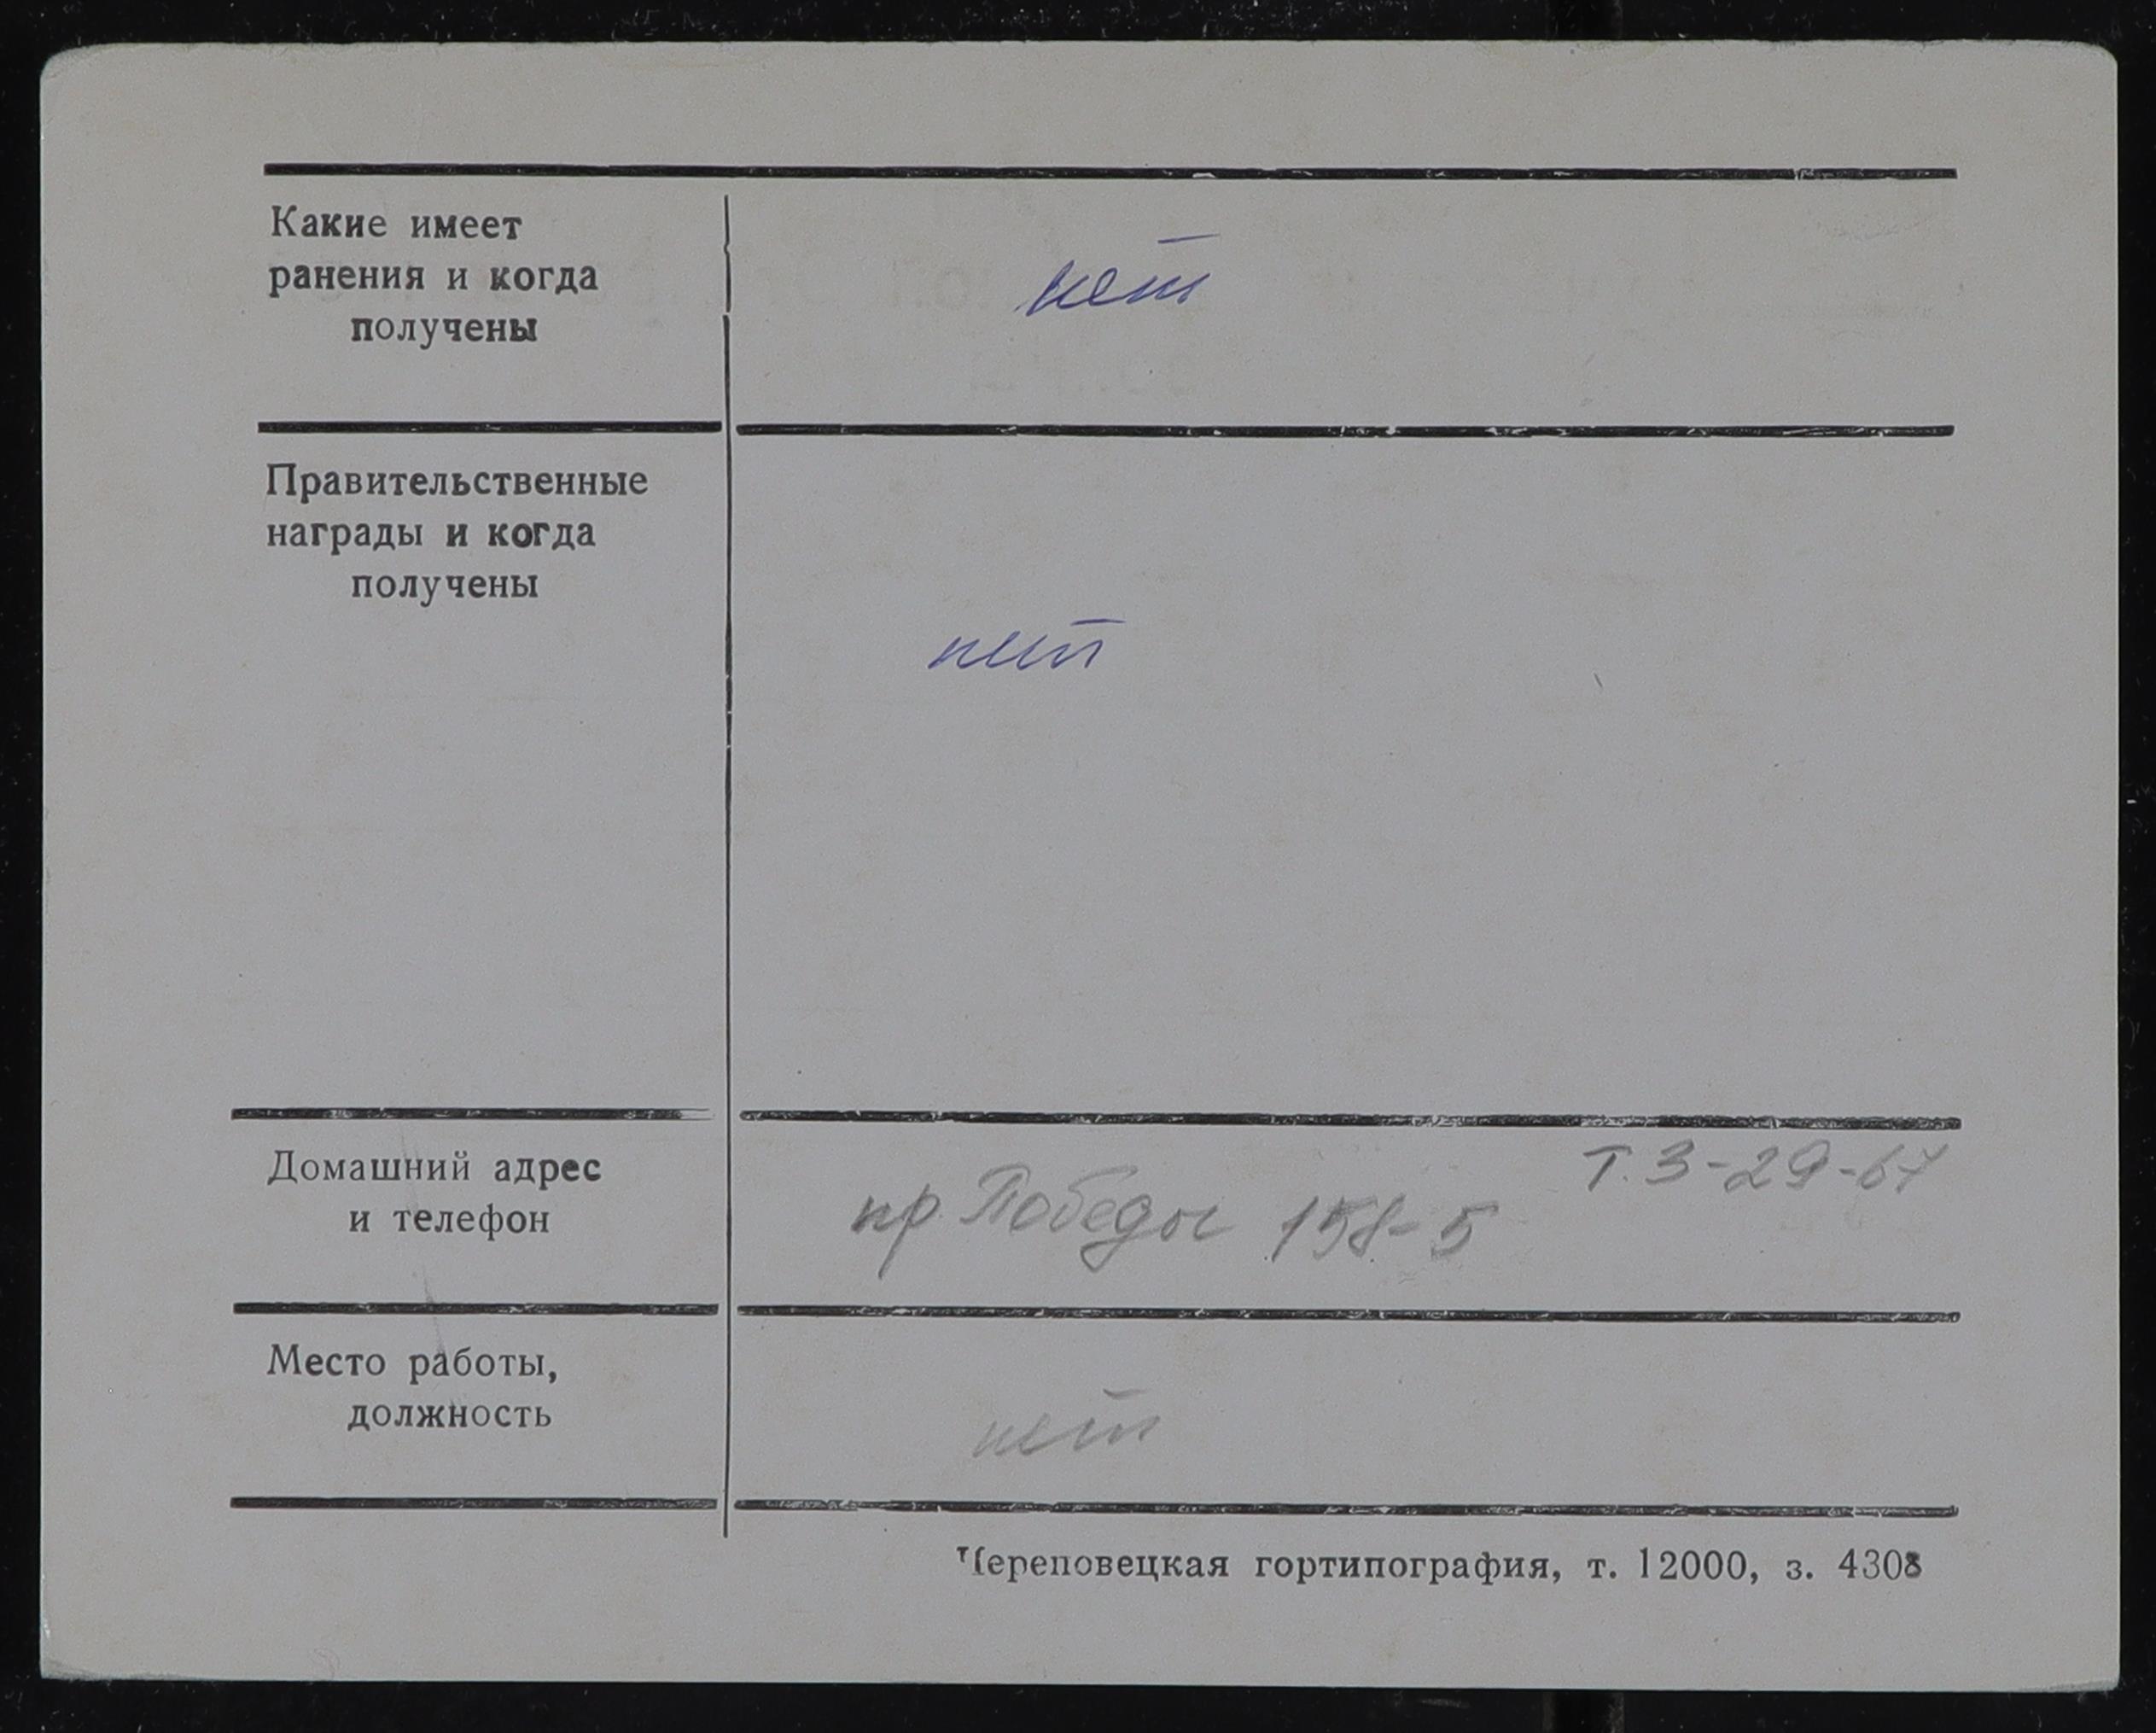 Какие имеет
ранения и когда
получены
нет
Правительственные
награды и когда
получены
нет
Домашний адрес
и телефон
т. 3-29-67
пр. Победы 158-5
Место работы,
должность
нет
Череповецкая гортипография, т. 12000, з. 4308